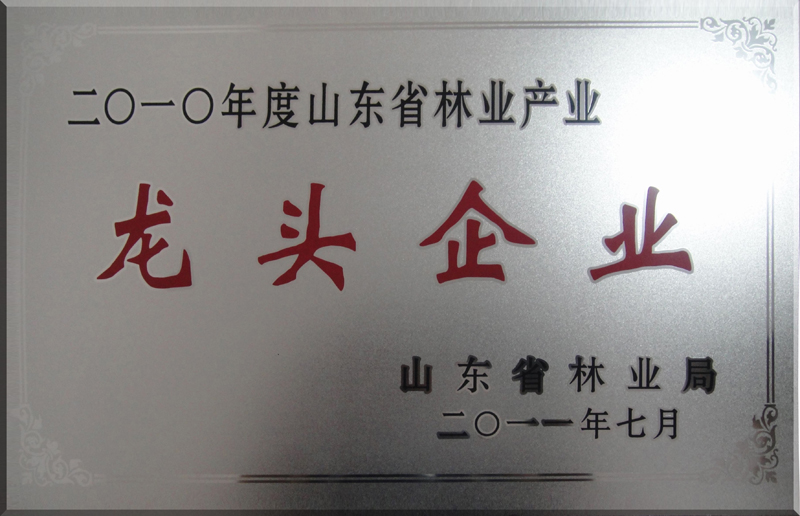 二〇一〇年度山东省林业产业
龙头企业
山东省林业局
二〇一一年七月